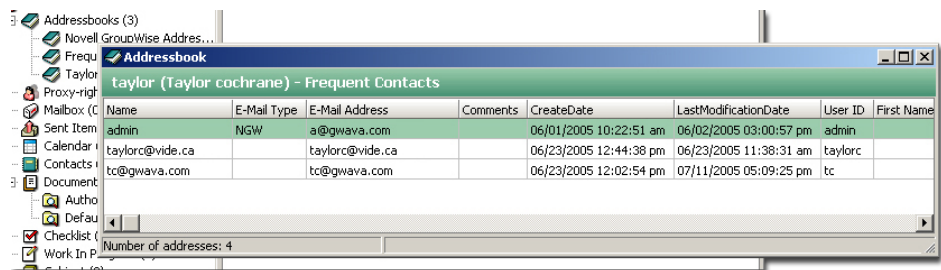 Addressbooks (3)
Novell GroupWise Addres...
Frequ
Taylor
Proxy-righ
Mailbox (
Sent Item
Calendar
Contacts
Document
Autho
Defau
Checklist (
Work In P
Addressbook
taylor (Taylor cochrane) - Frequent Contacts
Name E-Mail Type E-Mail Address Comments CreateDate LastModificationDate User ID First Name
admin NGW a@gwava.com 06/01/2005 10:22:51 am 06/02/2005 03:00:57 pm admin
taylorc@vide.ca taylorc@vide.ca 06/23/2005 12:44:38 pm 06/23/2005 11:38:31 am taylorc
tc@gwava.com tc@gwava.com 06/23/2005 12:02:54 pm 07/11/2005 05:09:25 pm tc
Number of addresses: 4